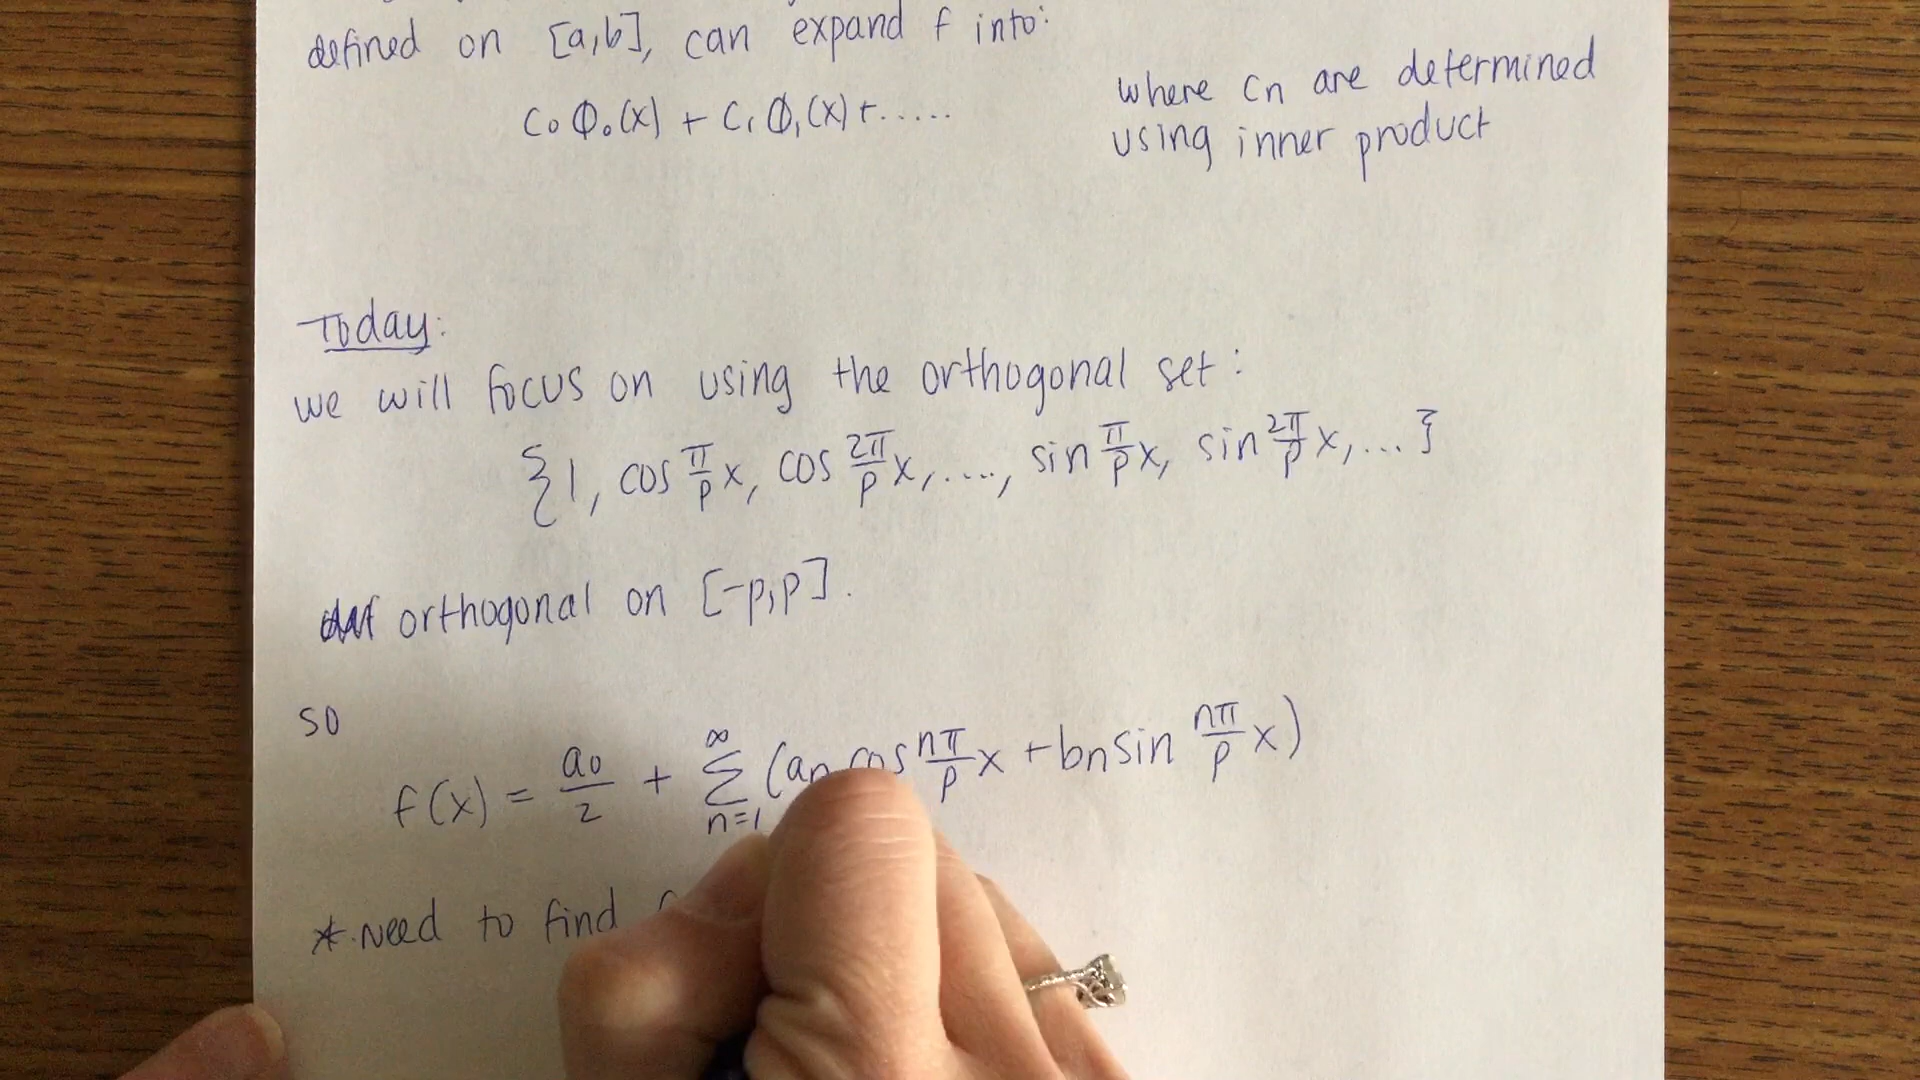 defined on [a,b], can expand f into:
c₀ϕ₀(x) + c₁ϕ₁(x) + .....
where cn are determined
using inner product
Today:
we will focus on using the orthogonal set:
{1, cos π/p x, cos 2π/p x, ...., sin π/p x, sin 2π/p x, ...}
orthogonal on [-p,p].
so
f(x) = a₀/2 + ∞Σn=1 (an cos nπ/p x + bn sin nπ/p x)
* need to find